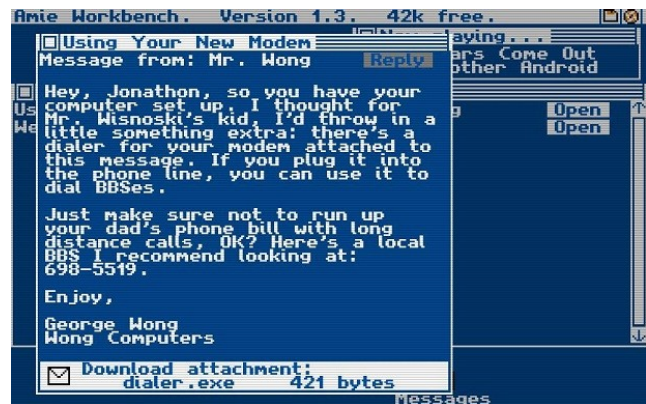 Amie Workbench. Version 1.3. 42k free.
Using Your New Modem
Message from: Mr. Wong Reply
Hey, Jonathon, so you have your
computer set up. I thought for
Mr. Wisnoski's kid, I'd throw in a
little something extra: there's a
dialer for your modem attached to
this message. If you plug it into
the phone line, you can use it to
dial BBSes.
Just make sure not to run up
your dad's phone bill with long
distance calls, OK? Here's a local
BBS I recommend looking at:
698-5519.
Enjoy,
George Wong
Wong Computers
Download attachment:
dialer.exe 421 bytes
playing...
Come Out
other Android
Open
Open
Messages